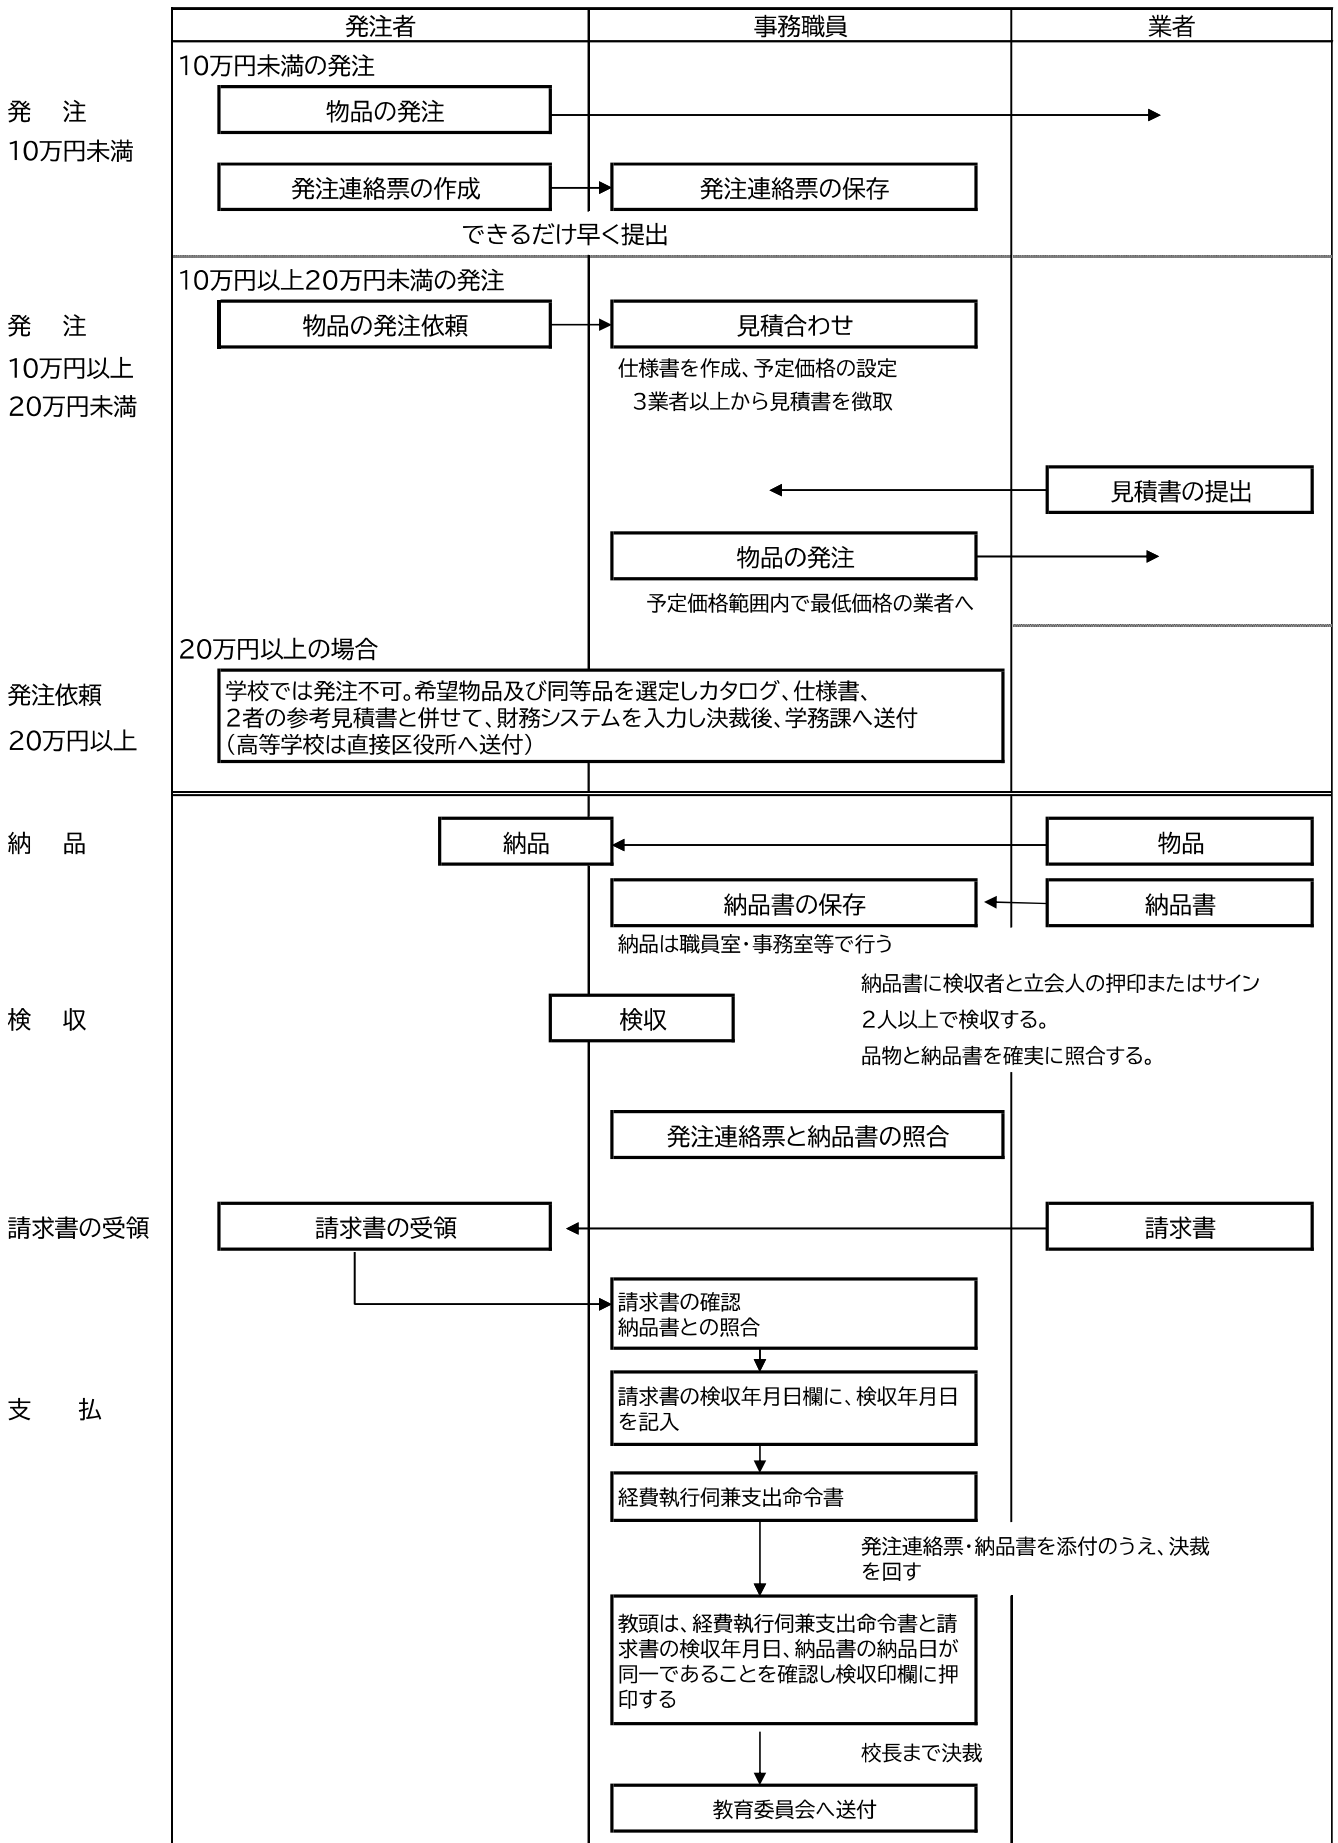 発注者 事務職員 業者
10万円未満の発注
発 注 物品の発注
10万円未満
発注連絡票の作成 発注連絡票の保存
できるだけ早く提出
10万円以上20万円未満の発注
発 注 物品の発注依頼 見積合わせ
10万円以上 仕様書を作成、予定価格の設定
20万円未満 3業者以上から見積書を徴取
見積書の提出
物品の発注
予定価格範囲内で最低価格の業者へ
20万円以上の場合
発注依頼
20万円以上
学校では発注不可。希望物品及び同等品を選定しカタログ、仕様書、
2者の参考見積書と併せて、財務システムを入力し決裁後、学務課へ送付
（高等学校は直接区役所へ送付）
納 品 納品 物品
納品書の保存 納品書
納品は職員室・事務室等で行う
納品書に検収者と立会人の押印またはサイン
検 収 検収 2人以上で検収する。
品物と納品書を確実に照合する。
発注連絡票と納品書の照合
請求書の受領 請求書の受領 請求書
請求書の確認
納品書との照合
支 払
請求書の検収年月日欄に、検収年月日
を記入
経費執行伺兼支出命令書
発注連絡票・納品書を添付のうえ、決裁
を回す
教頭は、経費執行伺兼支出命令書と請
求書の検収年月日、納品書の納品日が
同一であることを確認し検収印欄に押
印する
校長まで決裁
教育委員会へ送付